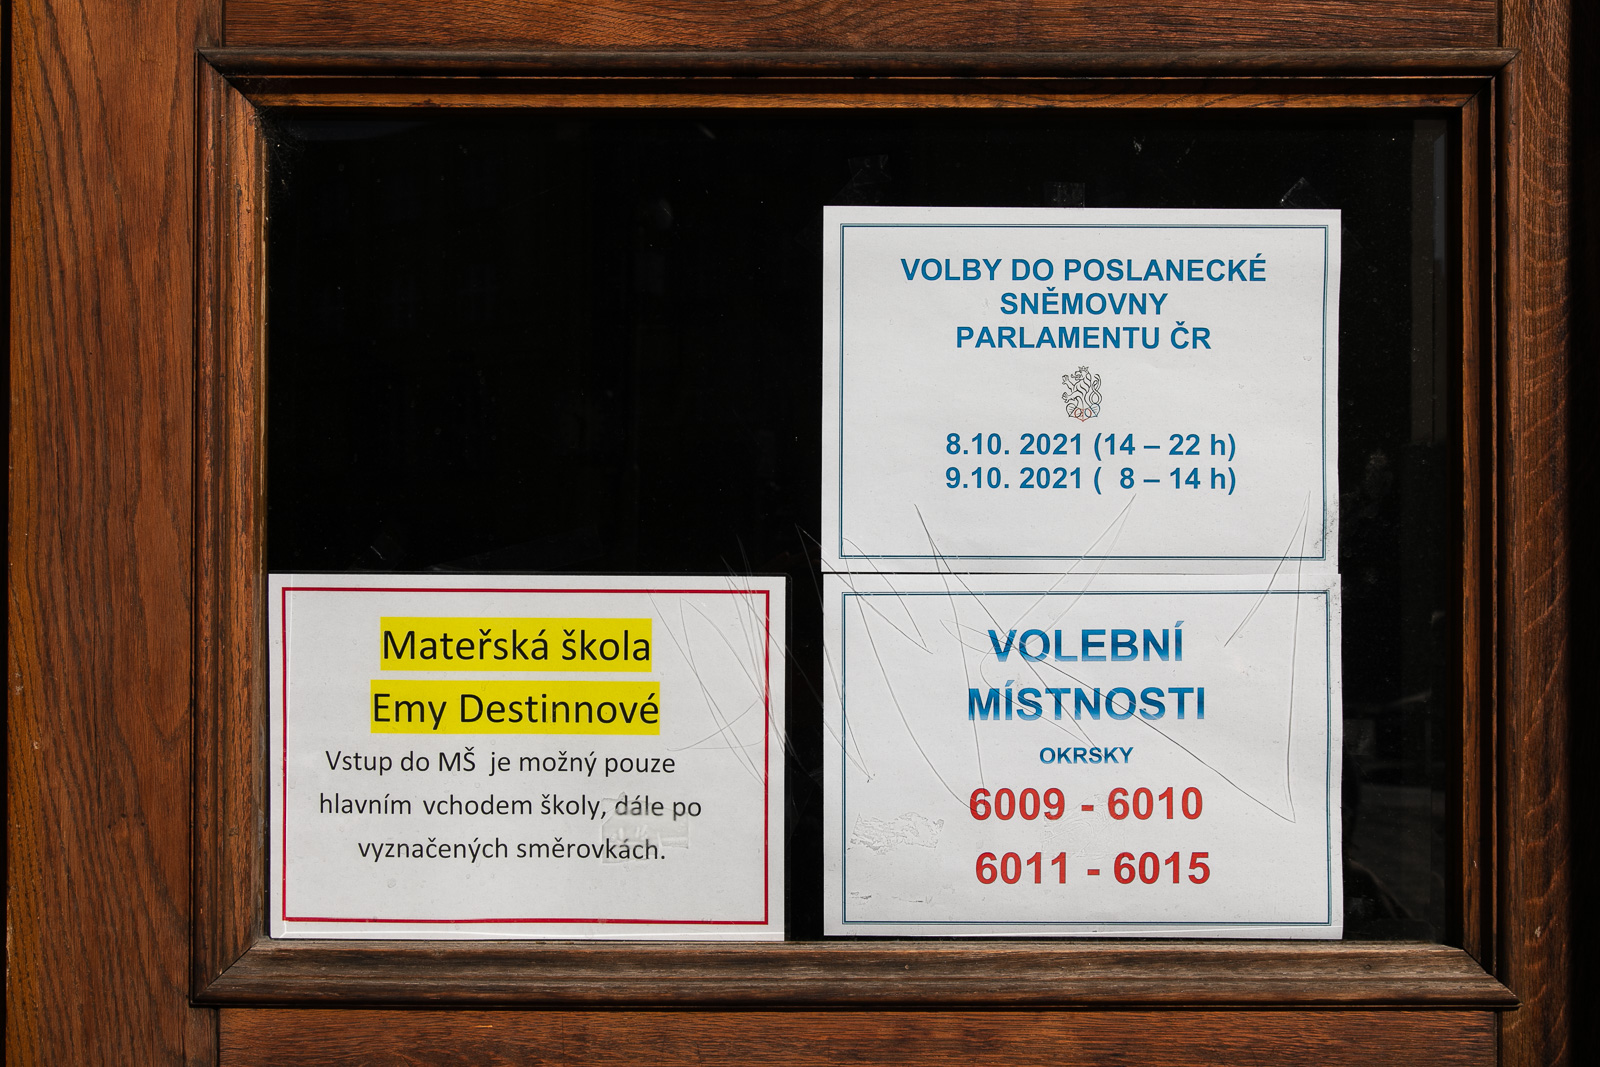 VOLBY DO POSLANECKÉ
SNĚMOVNY
PARLAMENTU ČR
8.10. 2021 (14 – 22 h)
9.10. 2021 ( 8 – 14 h)
Mateřská škola
Emy Destinnové
Vstup do MŠ je možný pouze
hlavním vchodem školy, dále po
vyznačených směrovkách.
VOLEBNÍ
MÍSTNOSTI
OKRSKY
6009 - 6010
6011 - 6015